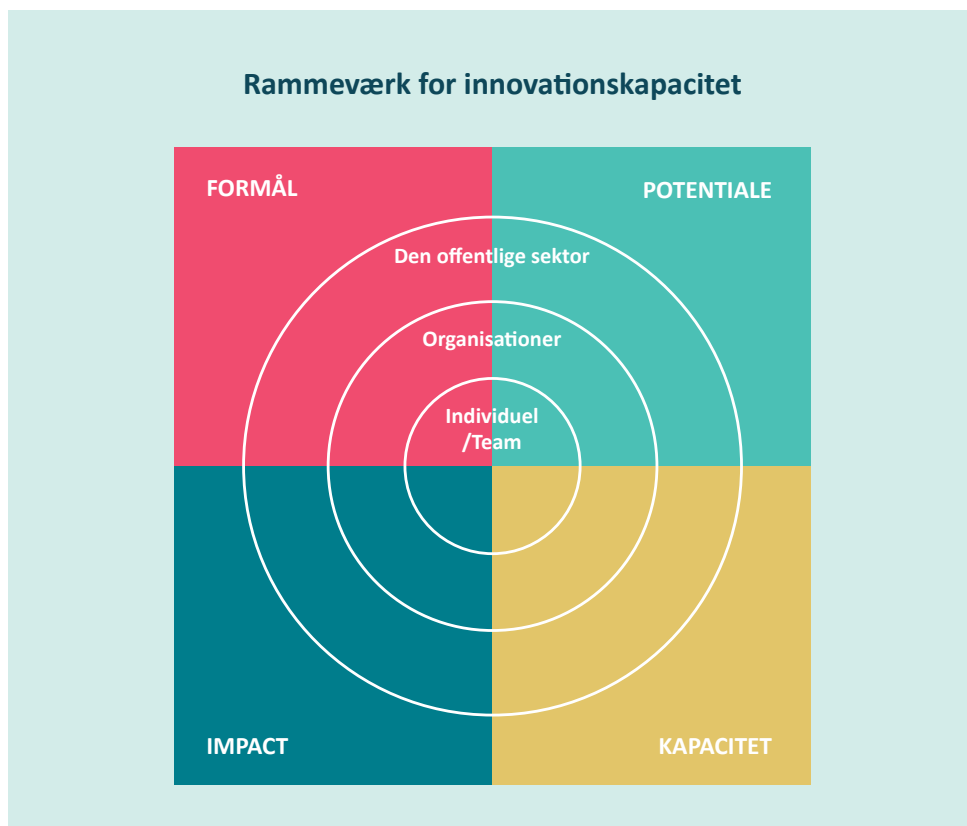 Rammeværk for innovationskapacitet
FORMÅL
POTENTIALE
Den offentlige sektor
Organisationer
Individuel
/Team
IMPACT
KAPACITET